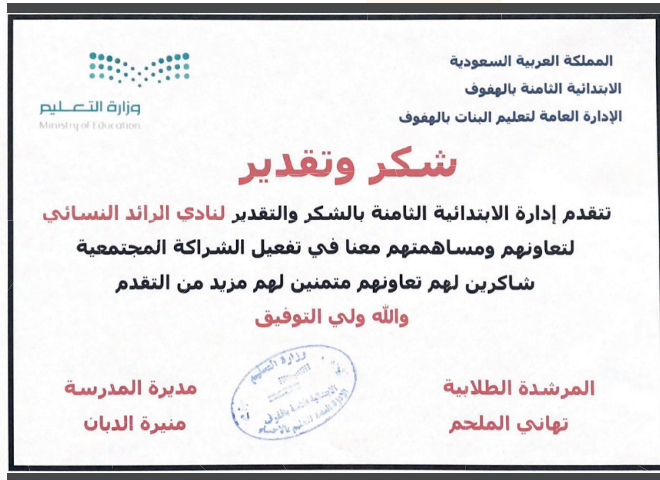 المملكة العربية السعودية
الابتدائية الثامنة بالهفوف
الإدارة العامة لتعليم البنات بالهفوف
وزارة التعـليم
Ministry of Education
شكر وتقدير
تتقدم إدارة الابتدائية الثامنة بالشكر والتقدير لنادي الرائد النسائي
لتعاونهم ومساهمتهم معنا في تفعيل الشراكة المجتمعية
شاكرين لهم تعاونهم متمنين لهم مزيد من التقدم
والله ولي التوفيق
المرشدة الطلابية
تهاني الملحم
مديرة المدرسة
منيرة الدبان
وزارة التعليم